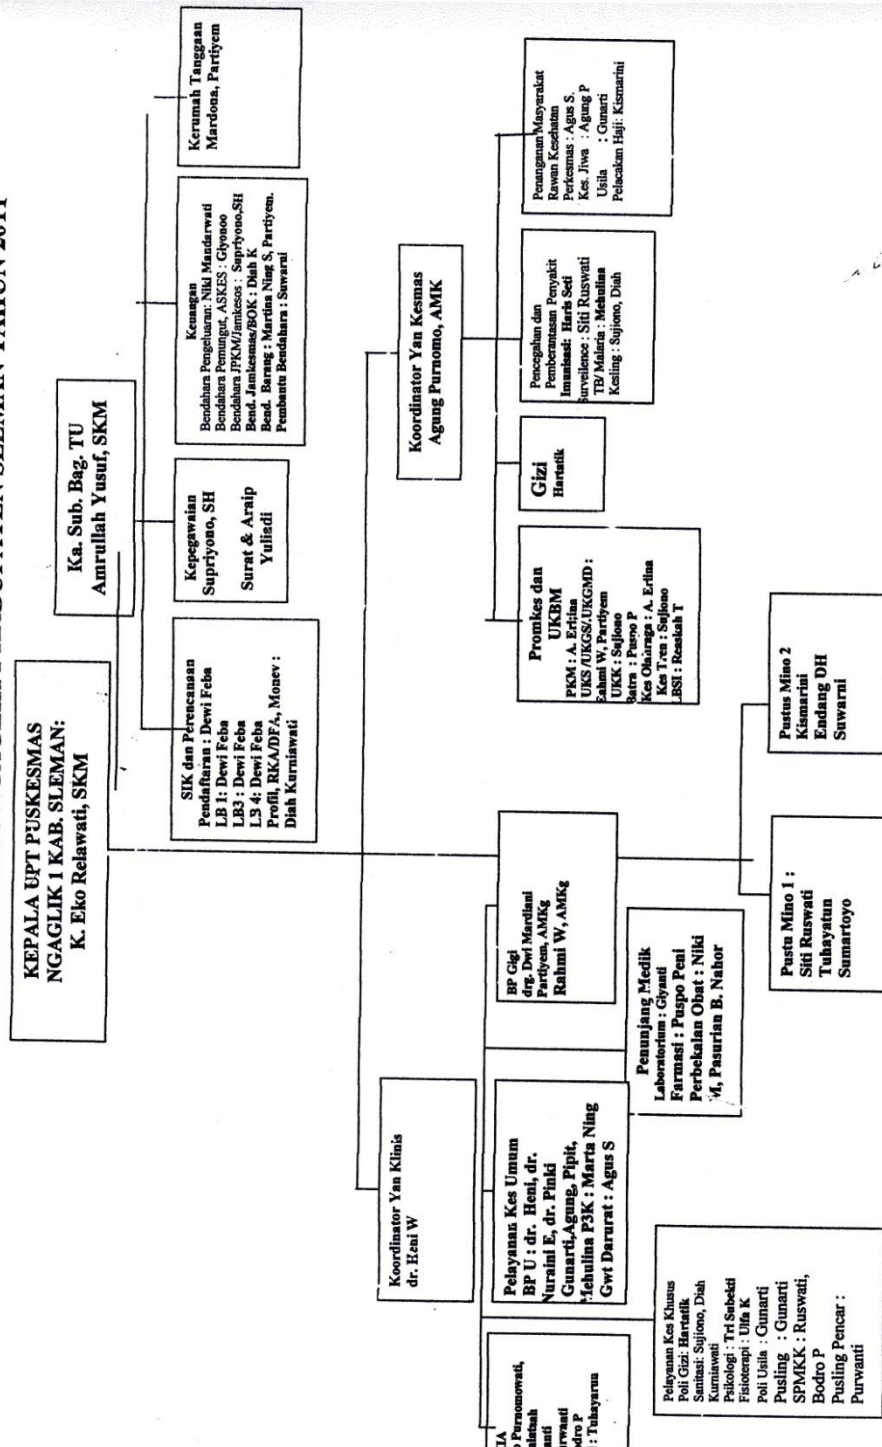 KEPALA UPT PUSKESMAS
NGAGLIK 1 KAB. SLEMAN:
K. Eko Relawati, SKM
Ka. Sub. Bag. TU
Amrullah Yusuf, SKM
SIK dan Perencanaan
Pendaftaran : Dewi Feba
LB 1: Dewi Feba
LB3 : Dewi Feba
LB 4: Dewi Feba
Profil, RKA/DPA, Monev :
Diah Kurniawati
Kepegawaian
Supriyono, SH
Surat & Araip
Yuliadi
Keuangan
Bendahara Pengeluaran: Niki Mandarwati
Bendahara Pemungut, ASKES : Giyonoo
Bendahara JPKM/Jamkesos : Supriyono,SH
Bend. Jamkesmas/BOK : Diah K
Bend. Barang : Martina Ning S, Partiyem.
Pembantu Bendahara : Suwarni
Kerumah Tanggaan
Mardona, Partiyem
Koordinator Yan Klinis
dr. Heni W
Koordinator Yan Kesmas
Agung Purnomo, AMK
Purnomowati,
: Tuhayarua
Pelayanan Kes Umum
BP U : dr. Heni, dr.
Nuraini E, dr. Pinki
Gunarti,Agung, Pipit,
Mehulina P3K : Marta Ning
Gwt Darurat : Agus S
BP Gigi
drg. Dwi Mardiani
Partiyem, AMKg
Rahmi W, AMKg
Pelayanan Kes Khusus
Poli Gizi: Hartatik
Sanitasi: Sujiono, Diah
Kurniawati
Psikologi : Tri Subekti
Fisioterapi : Ulfa K
Poli Usila : Gunarti
Pusling : Gunarti
SPMKK : Ruswati,
Bodro P
Pusling Pencar :
Purwanti
Penunjang Medik
Laboratorium : Giyanti
Farmasi : Puspo Peni
Perbekalan Obat : Niki
M, Pasurian B. Nahor
Promkes dan
UKBM
PKM : A. Erlina
UKS /UKGS/.UKGMD :
Rahmi W, Partiyem
UKK : Sujiono
Batra : Puspo P
Kes Olahraga : A. Erlina
Kes Tren : Sujiono
LBSI : Reaskah T
Gizi
Hartatik
Pencegahan dan
Pemberantasan Penyakit
Imunisasi: Haris Seti
Surveilence : Siti Ruswati
TB/ Malaria : Mehulina
Kesling : Sujiono, Diah
Penanganan Masyarakat
Rawan Kesehatan
Perkesmas : Agus S.
Kes. Jiwa : Agung P
Usila : Gunarti
Pelacakan Haji: Kismarini
Pustu Mino 1 :
Siti Ruswati
Tuhayatun
Sumartoyo
Pustus Mino 2
Kismarini
Endang DH
Suwarni